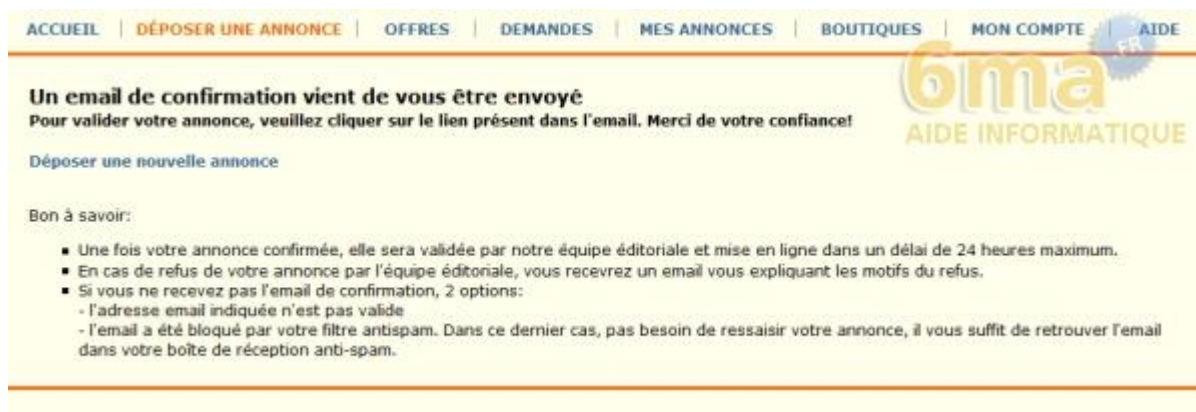 ACCUEIL | DÉPOSER UNE ANNONCE | OFFRES | DEMANDES | MES ANNONCES | BOUTIQUES | MON COMPTE | AIDE
6ma .FR
AIDE INFORMATIQUE
Un email de confirmation vient de vous être envoyé
Pour valider votre annonce, veuillez cliquer sur le lien présent dans l'email. Merci de votre confiance!
Déposer une nouvelle annonce
Bon à savoir:
▪ Une fois votre annonce confirmée, elle sera validée par notre équipe éditoriale et mise en ligne dans un délai de 24 heures maximum.
▪ En cas de refus de votre annonce par l'équipe éditoriale, vous recevrez un email vous expliquant les motifs du refus.
▪ Si vous ne recevez pas l'email de confirmation, 2 options:
- l'adresse email indiquée n'est pas valide
- l'email a été bloqué par votre filtre antispam. Dans ce dernier cas, pas besoin de ressaisir votre annonce, il vous suffit de retrouver l'email
dans votre boîte de réception anti-spam.